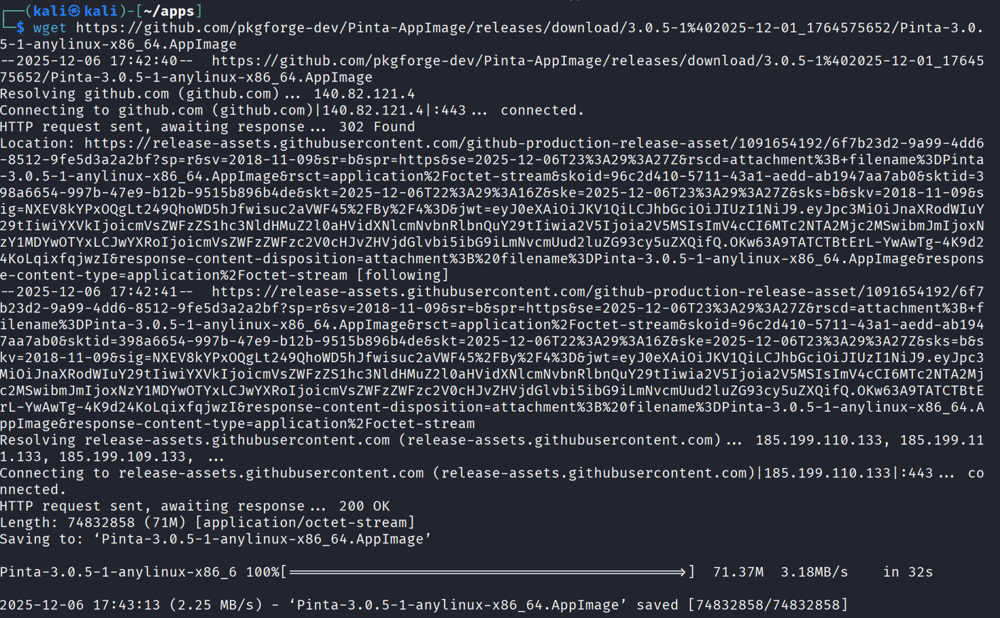 ┌──(kali㉿kali)-[~/apps]
└─$ wget https://github.com/pkgforge-dev/Pinta-AppImage/releases/download/3.0.5-1%402025-12-01_1764575652/Pinta-3.0.
5-1-anylinux-x86_64.AppImage
--2025-12-06 17:42:40--  https://github.com/pkgforge-dev/Pinta-AppImage/releases/download/3.0.5-1%402025-12-01_17645
75652/Pinta-3.0.5-1-anylinux-x86_64.AppImage
Resolving github.com (github.com)... 140.82.121.4
Connecting to github.com (github.com)|140.82.121.4|:443... connected.
HTTP request sent, awaiting response... 302 Found
Location: https://release-assets.githubusercontent.com/github-production-release-asset/1091654192/6f7b23d2-9a99-4dd6
-8512-9fe5d3a2a2bf?sp=r&sv=2018-11-09&sr=b&spr=https&se=2025-12-06T23%3A29%3A27Z&rscd=attachment%3B+filename%3DPinta
-3.0.5-1-anylinux-x86_64.AppImage&rsct=application%2Foctet-stream&skoid=96c2d410-5711-43a1-aedd-ab1947aa7ab0&sktid=3
98a6654-997b-47e9-b12b-9515b896b4de&skt=2025-12-06T22%3A29%3A16Z&ske=2025-12-06T23%3A29%3A27Z&sks=b&skv=2018-11-09&s
ig=NXEV8kYPxOQgLt249QhoWD5hJfwisuc2aVWF45%2FBy%2F4%3D&jwt=eyJ0eXAiOiJKV1QiLCJhbGciOiJIUzI1NiJ9.eyJpc3MiOiJnaXRodWIuY
29tIiwiYXVkIjoicmVsZWFzZS1hc3NldHMuZ2l0aHVidXNlcmNvbnRlbnQuY29tIiwia2V5Ijoia2V5MSIsImV4cCI6MTc2NTA2Mjc2MSwibmJmIjoxN
zY1MDYwOTYxLCJwYXRoIjoicmVsZWFzZWFzc2V0cHJvZHVjdGlvbi5ibG9iLmNvcmUud2luZG93cy5uZXQifQ.OKw63A9TATCTBtErL-YwAwTg-4K9d2
4KoLqixfqjwzI&response-content-disposition=attachment%3B%20filename%3DPinta-3.0.5-1-anylinux-x86_64.AppImage&respons
e-content-type=application%2Foctet-stream [following]
--2025-12-06 17:42:41--  https://release-assets.githubusercontent.com/github-production-release-asset/1091654192/6f7
b23d2-9a99-4dd6-8512-9fe5d3a2a2bf?sp=r&sv=2018-11-09&sr=b&spr=https&se=2025-12-06T23%3A29%3A27Z&rscd=attachment%3B+f
ilename%3DPinta-3.0.5-1-anylinux-x86_64.AppImage&rsct=application%2Foctet-stream&skoid=96c2d410-5711-43a1-aedd-ab194
7aa7ab0&sktid=398a6654-997b-47e9-b12b-9515b896b4de&skt=2025-12-06T22%3A29%3A16Z&ske=2025-12-06T23%3A29%3A27Z&sks=b&s
kv=2018-11-09&sig=NXEV8kYPxOQgLt249QhoWD5hJfwisuc2aVWF45%2FBy%2F4%3D&jwt=eyJ0eXAiOiJKV1QiLCJhbGciOiJIUzI1NiJ9.eyJpc3
MiOiJnaXRodWIuY29tIiwiYXVkIjoicmVsZWFzZS1hc3NldHMuZ2l0aHVidXNlcmNvbnRlbnQuY29tIiwia2V5Ijoia2V5MSIsImV4cCI6MTc2NTA2Mj
c2MSwibmJmIjoxNzY1MDYwOTYxLCJwYXRoIjoicmVsZWFzZWFzc2V0cHJvZHVjdGlvbi5ibG9iLmNvcmUud2luZG93cy5uZXQifQ.OKw63A9TATCTBtE
rL-YwAwTg-4K9d24KoLqixfqjwzI&response-content-disposition=attachment%3B%20filename%3DPinta-3.0.5-1-anylinux-x86_64.A
ppImage&response-content-type=application%2Foctet-stream
Resolving release-assets.githubusercontent.com (release-assets.githubusercontent.com)... 185.199.110.133, 185.199.11
1.133, 185.199.109.133, ...
Connecting to release-assets.githubusercontent.com (release-assets.githubusercontent.com)|185.199.110.133|:443... co
nnected.
HTTP request sent, awaiting response... 200 OK
Length: 74832858 (71M) [application/octet-stream]
Saving to: ‘Pinta-3.0.5-1-anylinux-x86_64.AppImage’
Pinta-3.0.5-1-anylinux-x86_6 100%[==============================================>]  71.37M  3.18MB/s    in 32s
2025-12-06 17:43:13 (2.25 MB/s) - ‘Pinta-3.0.5-1-anylinux-x86_64.AppImage’ saved [74832858/74832858]